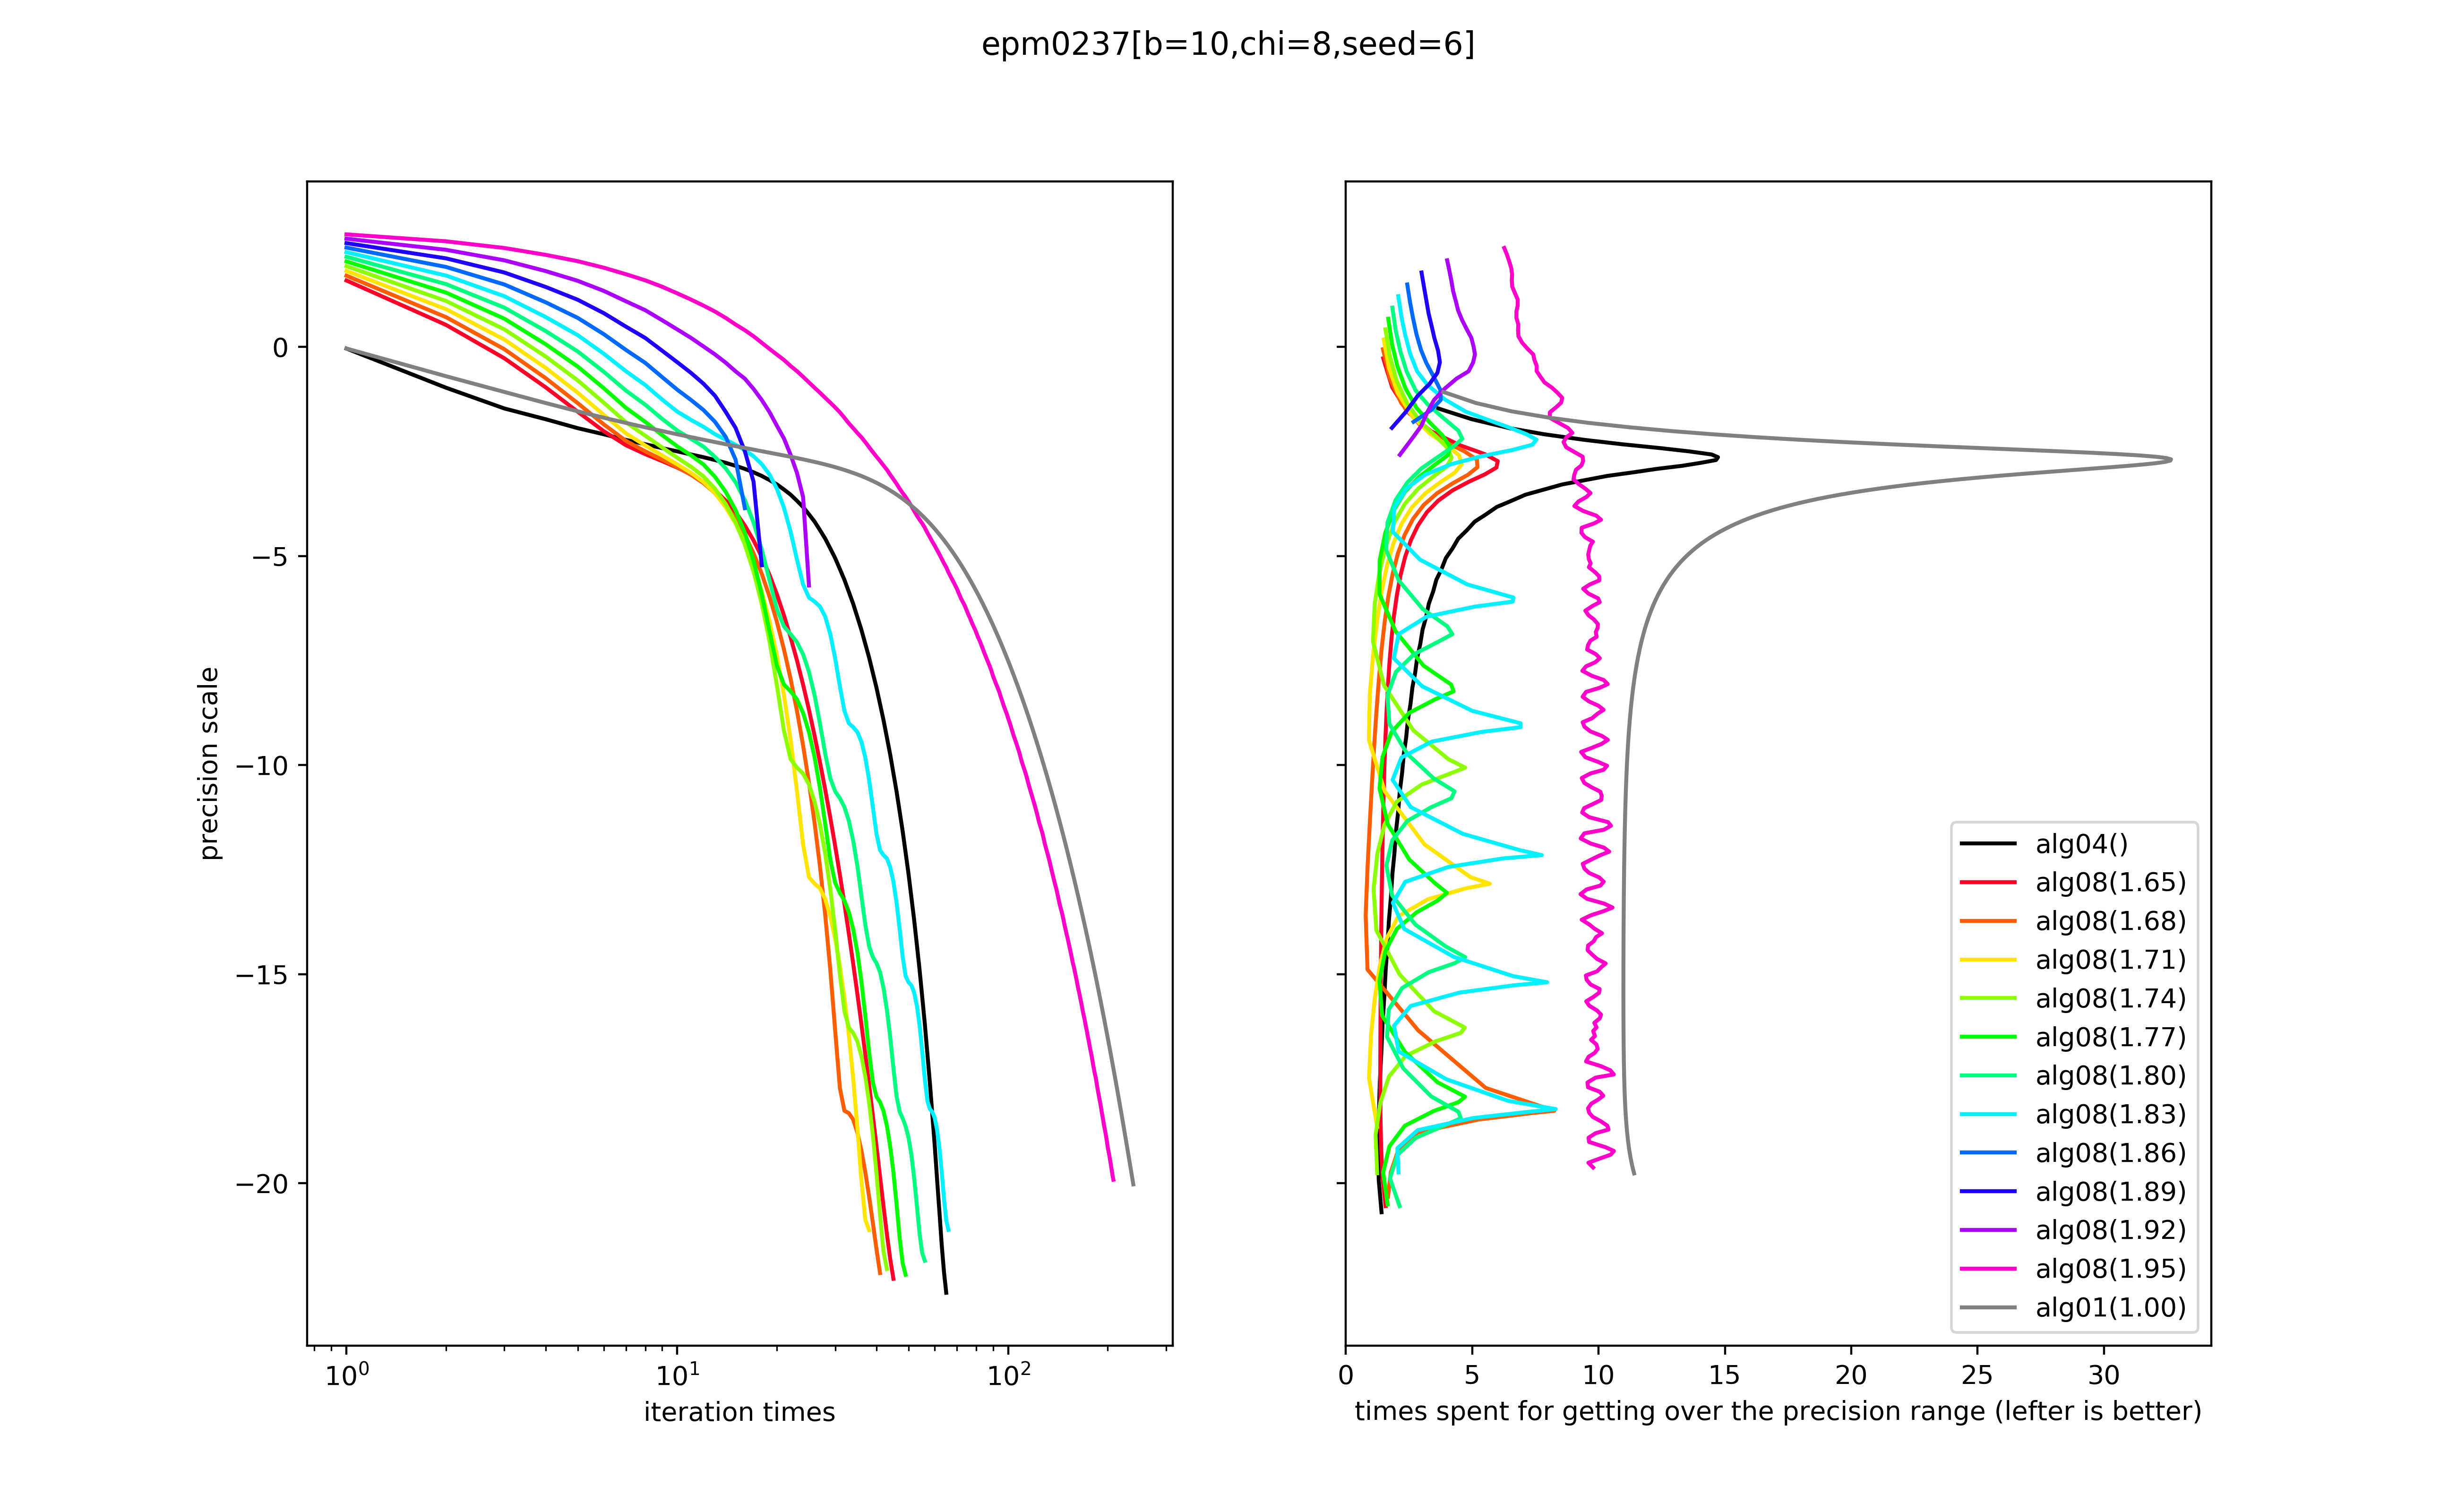 epm0237[b=10,chi=8,seed=6]
precision scale
0
−5
−10
−15
−20
10⁰
10¹
10²
iteration times
0
5
10
15
20
25
30
times spent for getting over the precision range (lefter is better)
alg04()
alg08(1.65)
alg08(1.68)
alg08(1.71)
alg08(1.74)
alg08(1.77)
alg08(1.80)
alg08(1.83)
alg08(1.86)
alg08(1.89)
alg08(1.92)
alg08(1.95)
alg01(1.00)